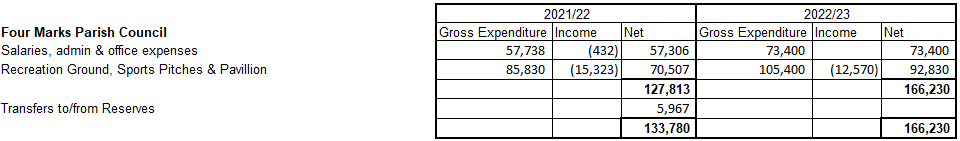 2021/22 2022/23
Four Marks Parish Council Gross Expenditure Income Net Gross Expenditure Income Net
Salaries, admin & office expenses 57,738 (432) 57,306 73,400 73,400
Recreation Ground, Sports Pitches & Pavillion 85,830 (15,323) 70,507 105,400 (12,570) 92,830
127,813 166,230
Transfers to/from Reserves 5,967
133,780 166,230